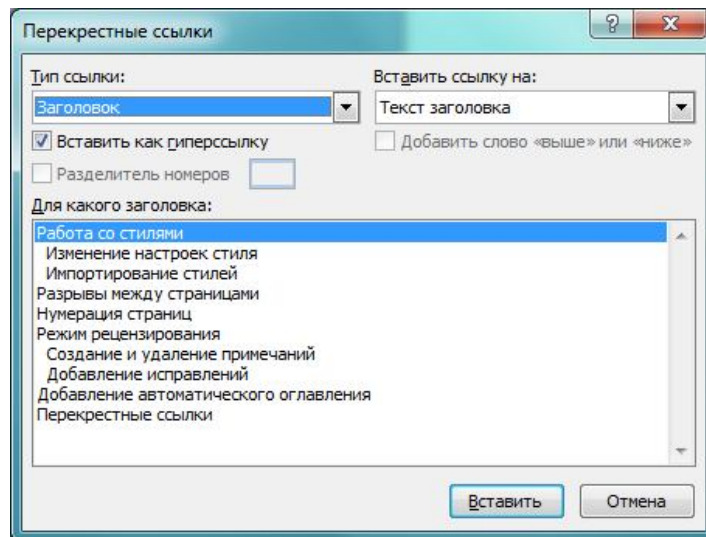 Перекрестные ссылки
Тип ссылки:
Вставить ссылку на:
Заголовок
Текст заголовка
Вставить как гиперссылку
Добавить слово «выше» или «ниже»
Разделитель номеров
Для какого заголовка:
Работа со стилями
Изменение настроек стиля
Импортирование стилей
Разрывы между страницами
Нумерация страниц
Режим рецензирования
Создание и удаление примечаний
Добавление исправлений
Добавление автоматического оглавления
Перекрестные ссылки
Вставить
Отмена